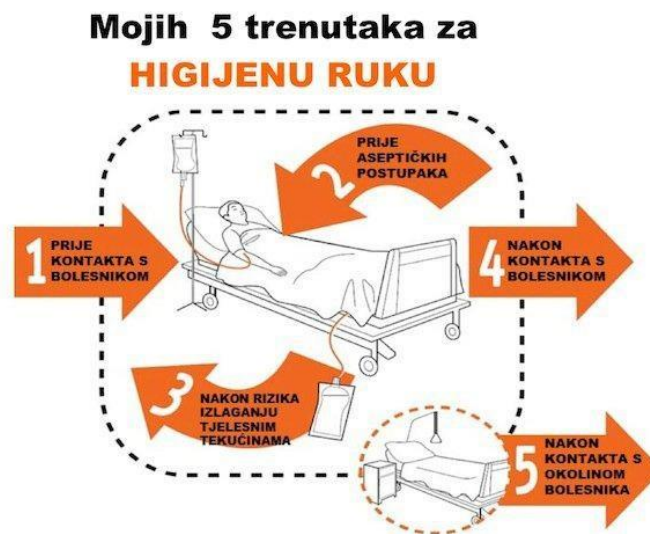 Mojih 5 trenutaka za
HIGIJENU RUKU
1
PRIJE
KONTAKTA S
BOLESNIKOM
2
PRIJE
ASEPTIČKIH
POSTUPAKA
3
NAKON RIZIKA
IZLAGANJU
TJELESNIM
TEKUĆINAMA
4
NAKON
KONTAKTA S
BOLESNIKOM
5
NAKON
KONTAKTA S
OKOLINOM
BOLESNIKA